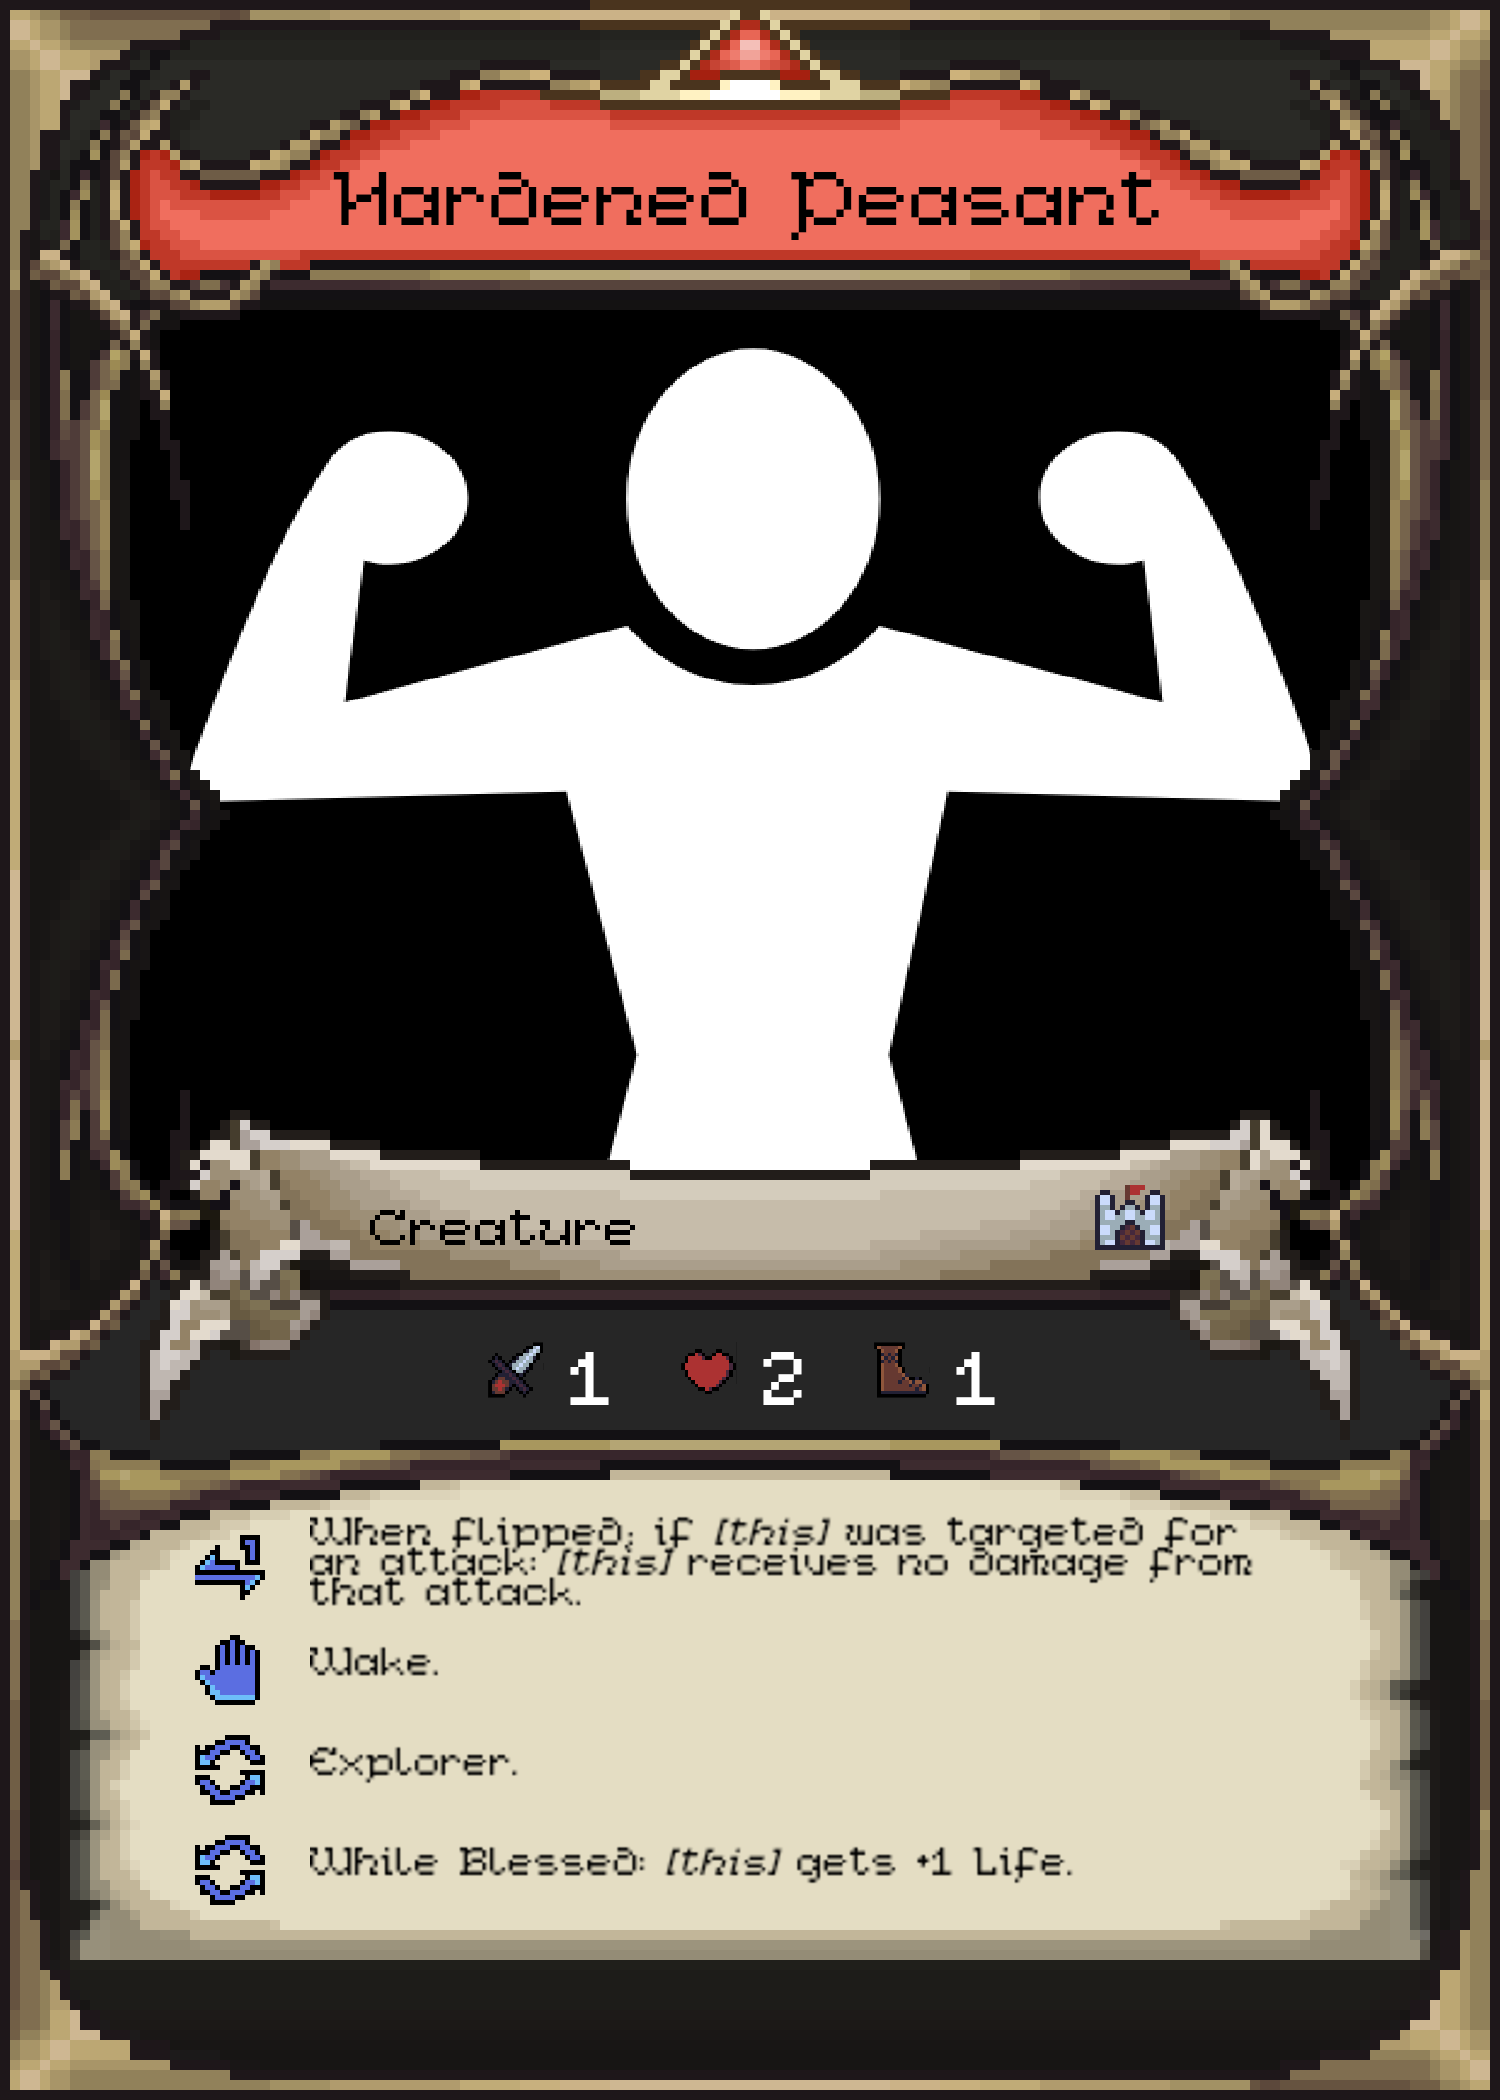 Hardened Peasant
Creature
1 2 1
When flipped; if [this] was targeted for
an attack: [this] receives no damage from
that attack.
Wake.
Explorer.
While Blessed: [this] gets +1 Life.